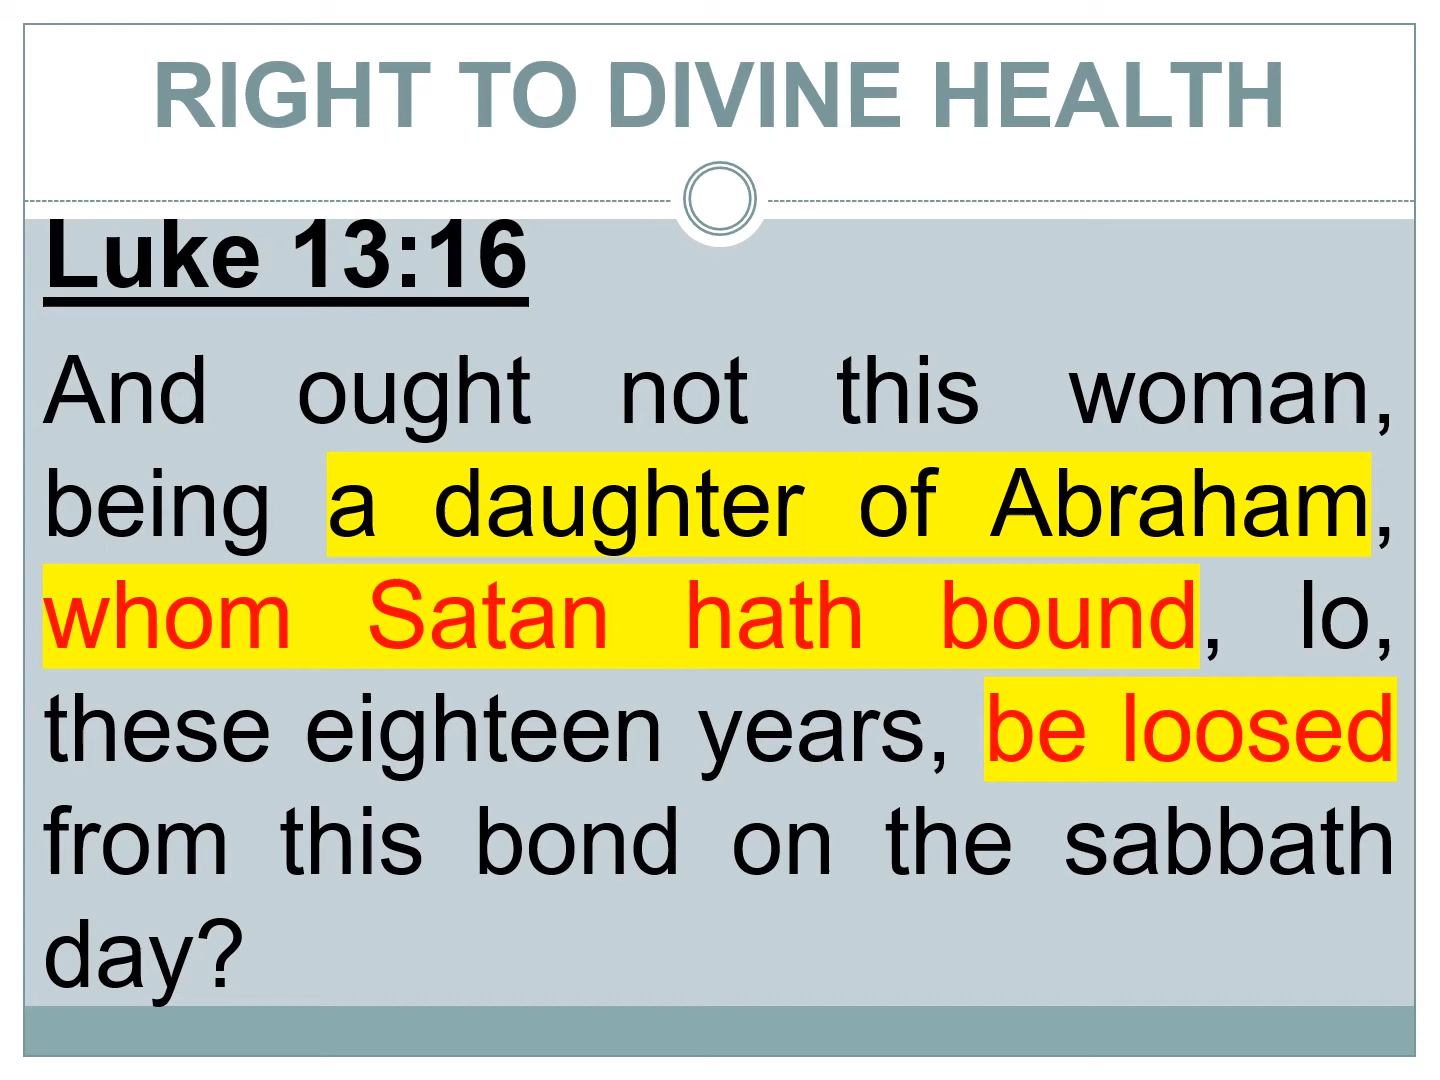 RIGHT TO DIVINE HEALTH
Luke 13:16
And ought not this woman,
being a daughter of Abraham,
whom Satan hath bound, lo,
these eighteen years, be loosed
from this bond on the sabbath
day?